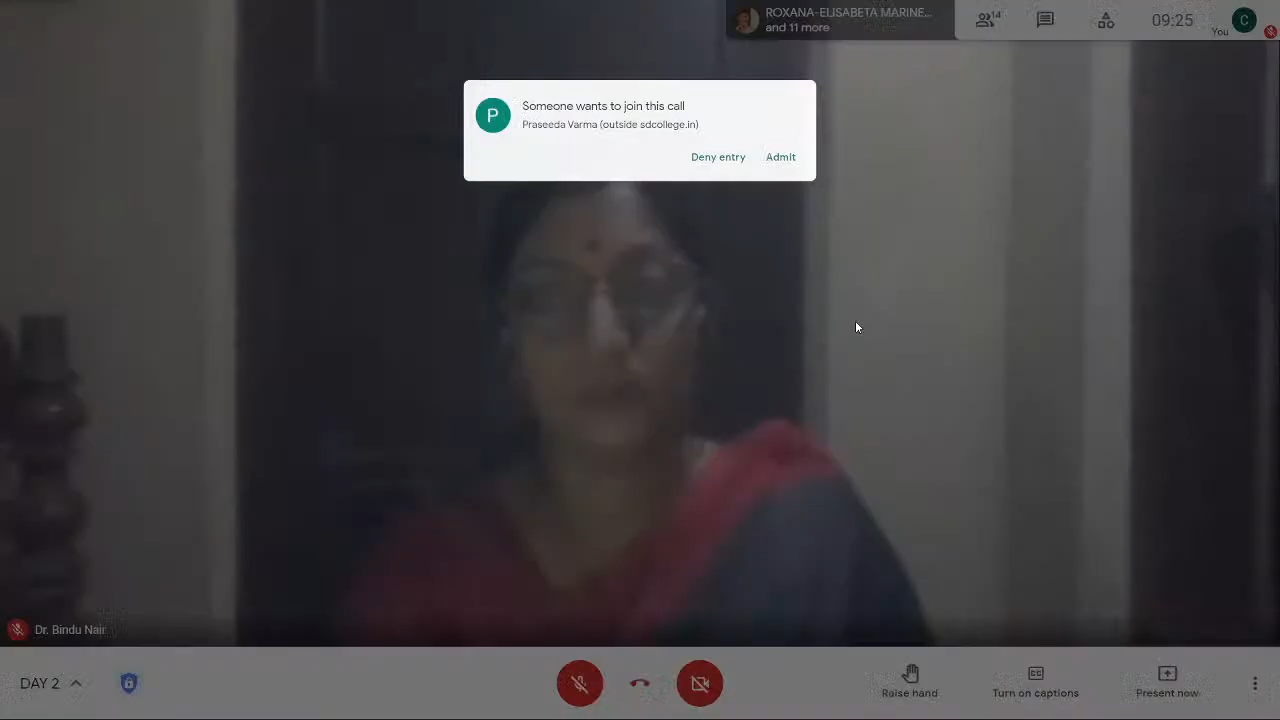 ROXANA-ELISABETA MARINE...
and 11 more
14
09:25
You
C
P
Someone wants to join this call
Praseeda Varma (outside sdcollege.in)
Deny entry
Admit
Dr. Bindu Nair
DAY 2
Raise hand
CC
Turn on captions
Present now